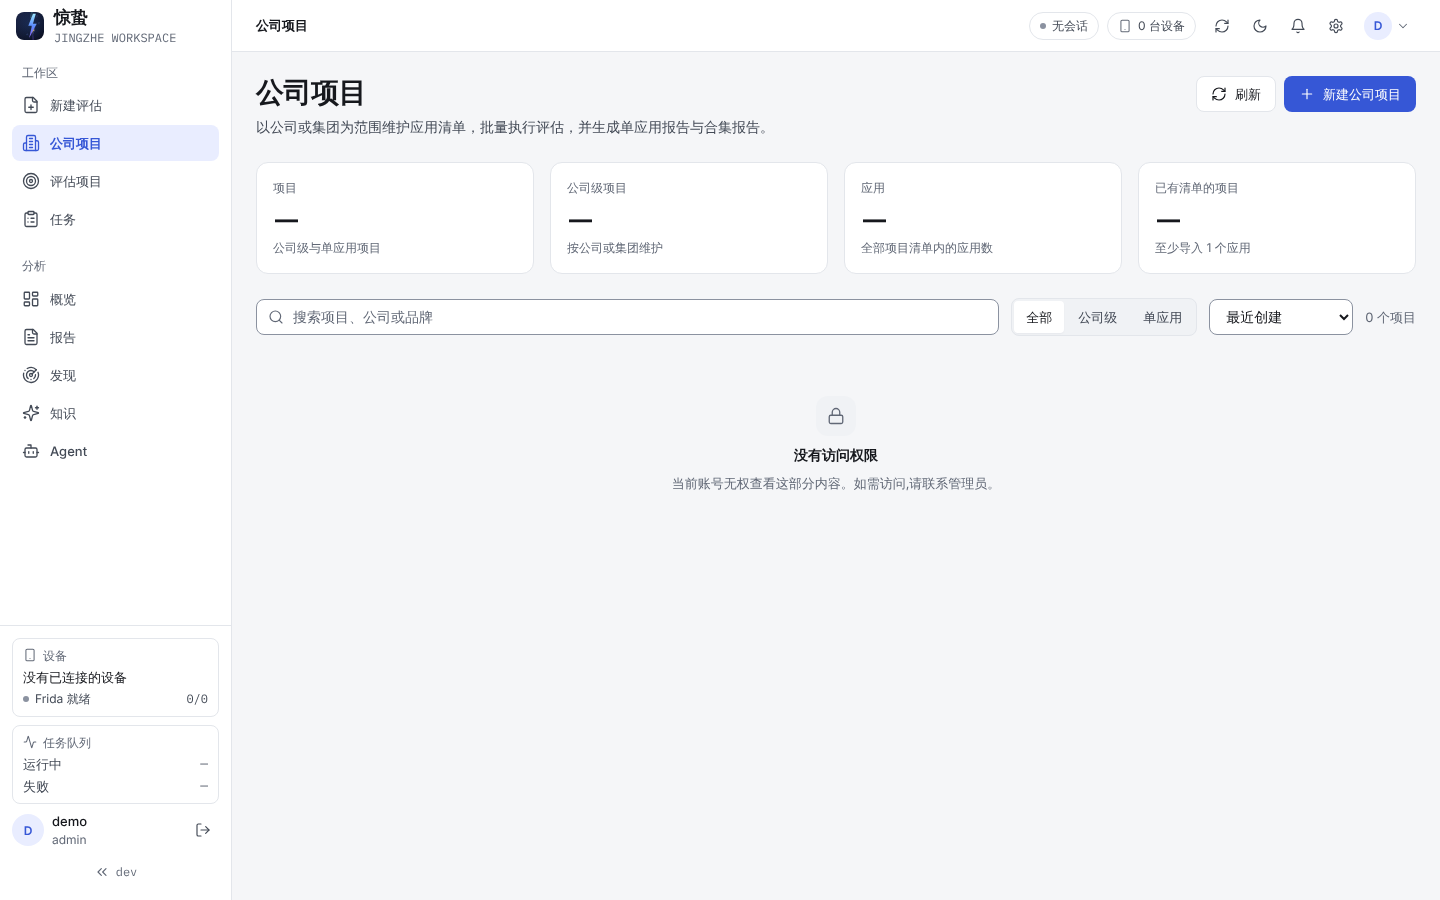 惊蛰
JINGZHE WORKSPACE
工作区
新建评估
公司项目
评估项目
任务
分析
概览
报告
发现
知识
Agent
设备
没有已连接的设备
Frida 就绪 0/0
任务队列
运行中 —
失败 —
D
demo
admin
dev
公司项目
无会话
0 台设备
D
公司项目
以公司或集团为范围维护应用清单，批量执行评估，并生成单应用报告与合集报告。
刷新
新建公司项目
项目
—
公司级与单应用项目
公司级项目
—
按公司或集团维护
应用
—
全部项目清单内的应用数
已有清单的项目
—
至少导入 1 个应用
搜索项目、公司或品牌
全部 公司级 单应用
最近创建
0 个项目
没有访问权限
当前账号无权查看这部分内容。如需访问,请联系管理员。